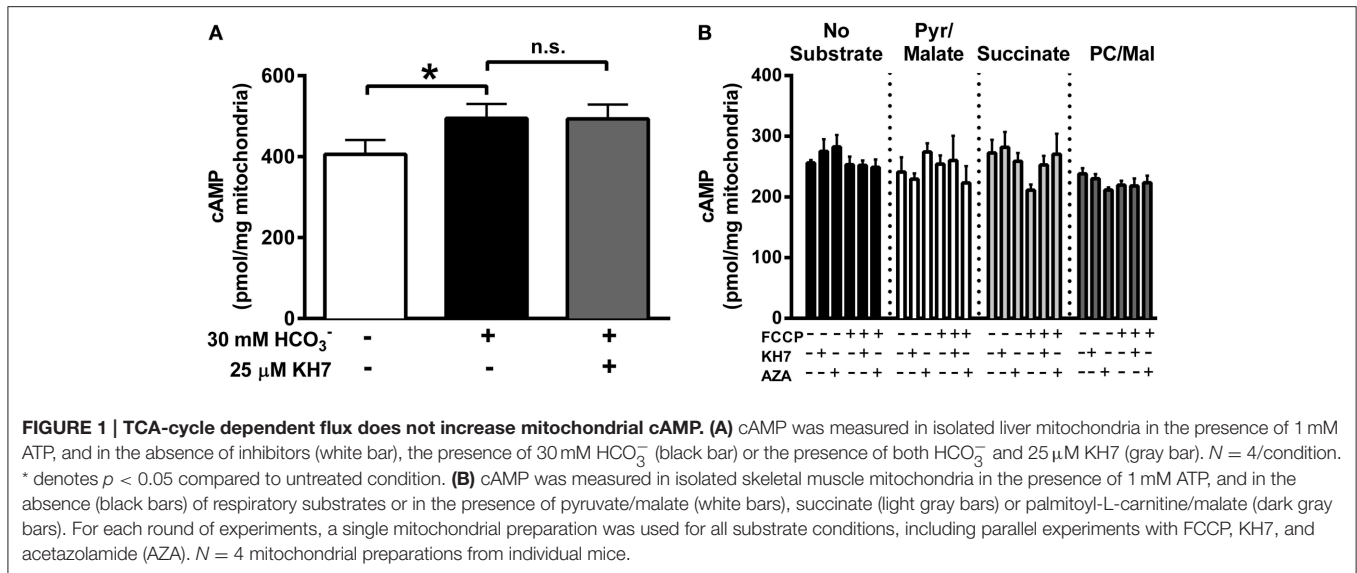 A
n.s.
*
600
400
200
0
cAMP
(pmol/mg mitochondria)
30 mM HCO3- - + +
25 μM KH7 - - +
B
No Substrate Pyr/Malate Succinate PC/Mal
400
300
200
100
0
cAMP
(pmol/mg mitochondria)
FCCP - - - + + + - - - + + + - - - + + + - - - + + +
KH7 - + - - + - - + - - + - - + - - + - - + - - + -
AZA - - + - - + - - + - - + - - + - - + - - + - - +
FIGURE 1 | TCA-cycle dependent flux does not increase mitochondrial cAMP. (A) cAMP was measured in isolated liver mitochondria in the presence of 1 mM
ATP, and in the absence of inhibitors (white bar), the presence of 30 mM HCO3− (black bar) or the presence of both HCO3− and 25 μM KH7 (gray bar). N = 4/condition.
* denotes p < 0.05 compared to untreated condition. (B) cAMP was measured in isolated skeletal muscle mitochondria in the presence of 1 mM ATP, and in the
absence (black bars) of respiratory substrates or in the presence of pyruvate/malate (white bars), succinate (light gray bars) or palmitoyl-L-carnitine/malate (dark gray
bars). For each round of experiments, a single mitochondrial preparation was used for all substrate conditions, including parallel experiments with FCCP, KH7, and
acetazolamide (AZA). N = 4 mitochondrial preparations from individual mice.